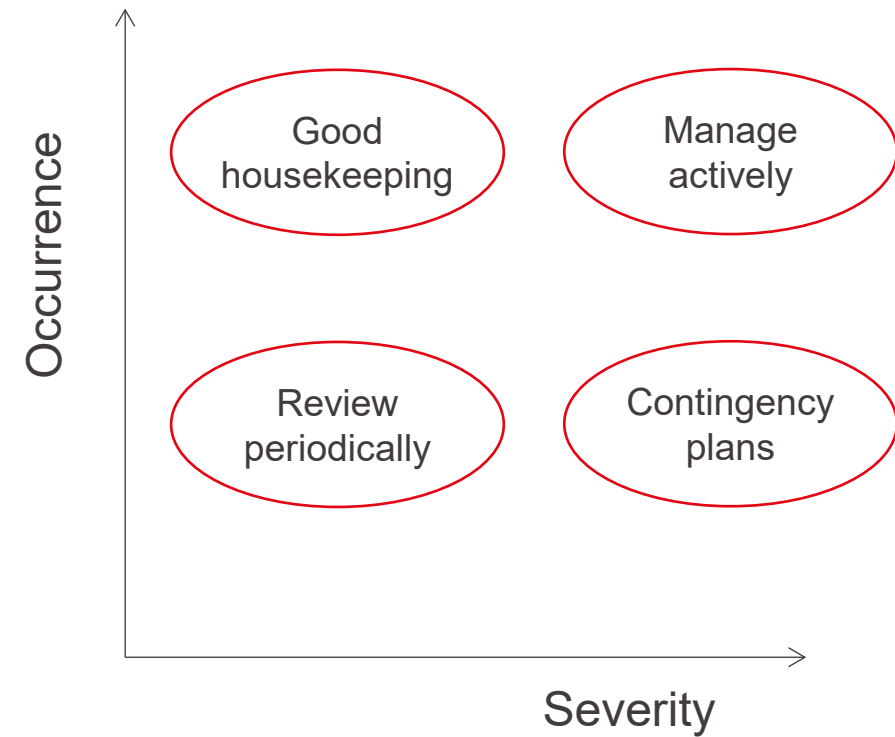 Occurrence
Good
housekeeping
Manage
actively
Review
periodically
Contingency
plans
Severity